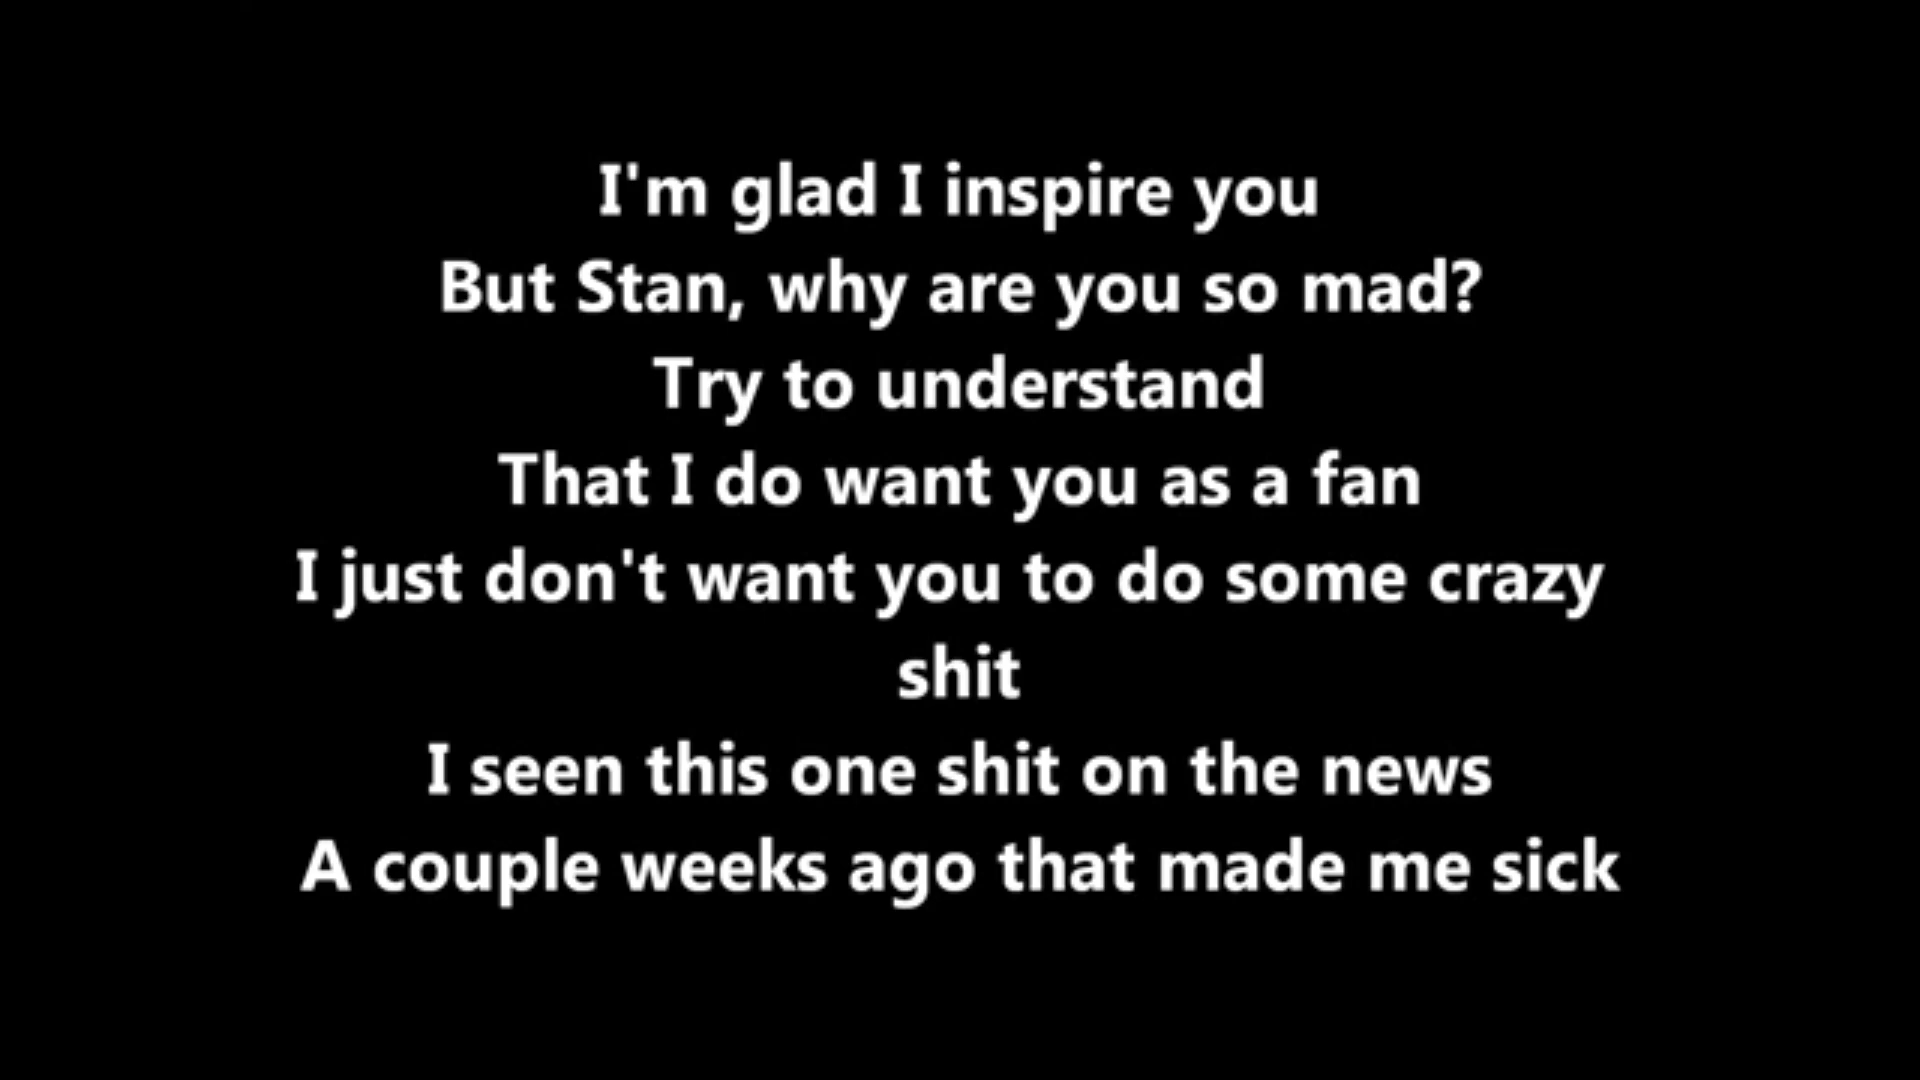 I'm glad I inspire you
But Stan, why are you so mad?
Try to understand
That I do want you as a fan
I just don't want you to do some crazy
shit
I seen this one shit on the news
A couple weeks ago that made me sick